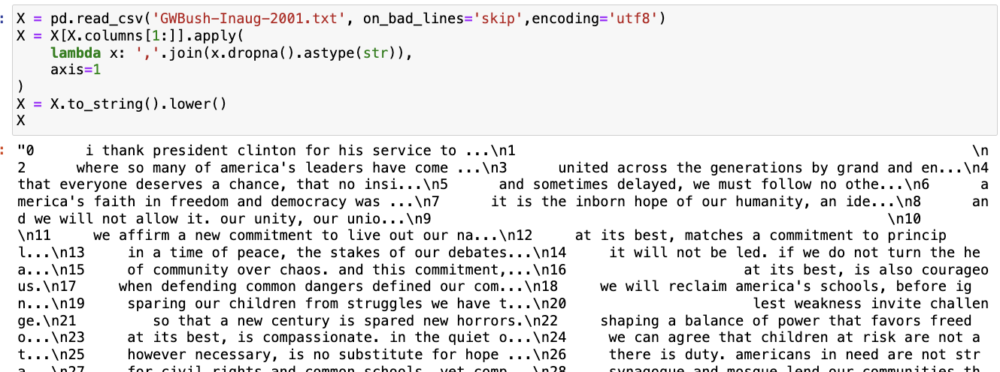 : X = pd.read_csv('GWBush-Inaug-2001.txt', on_bad_lines='skip',encoding='utf8')
X = X[X.columns[1:]].apply(
    lambda x: ','.join(x.dropna().astype(str)),
    axis=1
)
X = X.to_string().lower()
X
: "0      i thank president clinton for his service to ...\n1                                                   \n
2      where so many of america's leaders have come ...\n3      united across the generations by grand and en...\n4
that everyone deserves a chance, that no insi...\n5      and sometimes delayed, we must follow no othe...\n6      a
merica's faith in freedom and democracy was ...\n7      it is the inborn hope of our humanity, an ide...\n8      an
d we will not allow it. our unity, our unio...\n9                                                   \n10
\n11     we affirm a new commitment to live out our na...\n12     at its best, matches a commitment to princip
l...\n13     in a time of peace, the stakes of our debates...\n14     it will not be led. if we do not turn the he
a...\n15     of community over chaos. and this commitment,...\n16                    at its best, is also courageo
us.\n17     when defending common dangers defined our com...\n18     we will reclaim america's schools, before ig
n...\n19     sparing our children from struggles we have t...\n20                     lest weakness invite challen
ge.\n21        so that a new century is spared new horrors.\n22     shaping a balance of power that favors freed
o...\n23     at its best, is compassionate. in the quiet o...\n24     we can agree that children at risk are not a
t...\n25     however necessary, is no substitute for hope ...\n26     there is duty. americans in need are not str
a...\n27     for civil rights and common schools. yet comp...\n28     synagogue and mosque lend our communities th